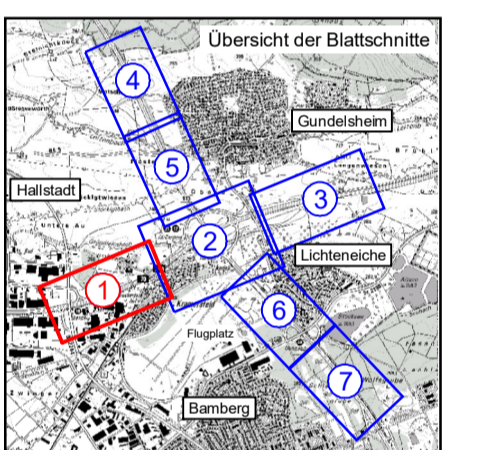 Übersicht der Blattschnitte
4
Gundelsheim
5
Hallstadt
3
2
Lichteneiche
1
6
Flugplatz
7
Bamberg